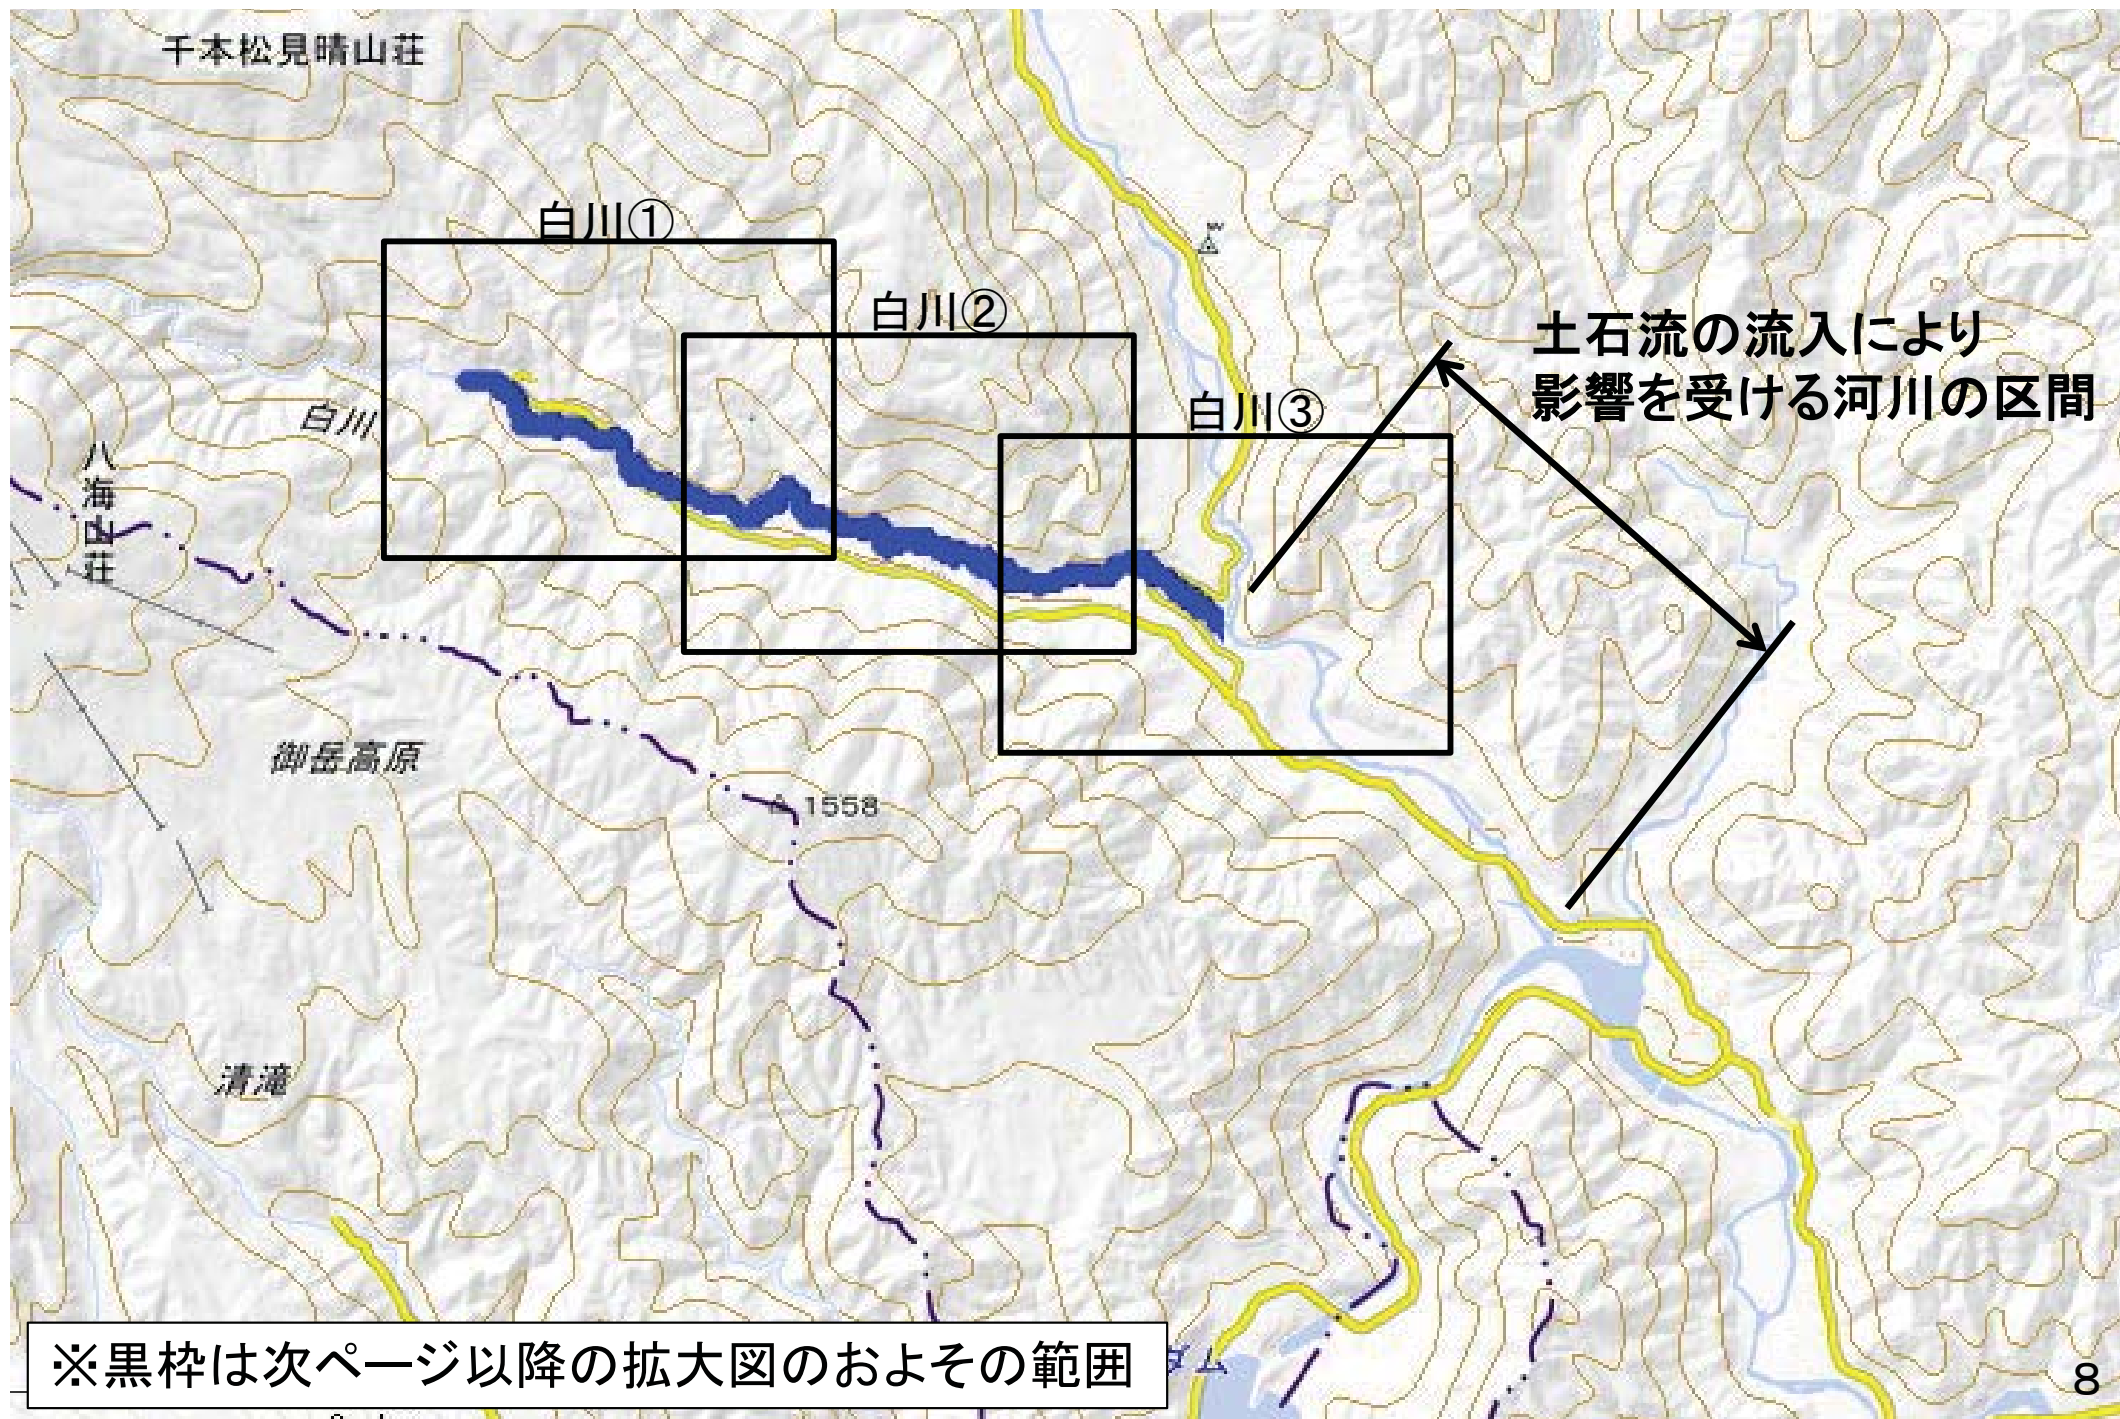 千本松見晴山荘
白川①
白川②
土石流の流入により
影響を受ける河川の区間
白川③
白川
八海山荘
御岳高原
1558
清滝
※黒枠は次ページ以降の拡大図のおよその範囲
ダム
8